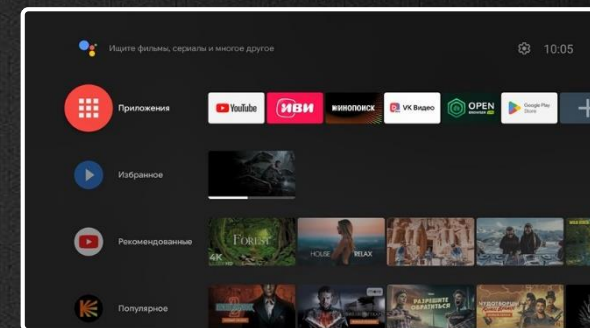 Ищите фильмы, сериалы и многое другое
10:05
Приложения
YouTube
иви
КИНОПОИСК
VK Видео
OPEN
Google Play
Store
Избранное
Рекомендованные
FOREST
4K
HOUSE RELAX
Популярное
РАЗРЕШИТЕ
ОБРАТИТЬСЯ
ЧУДОТВОРЦЫ